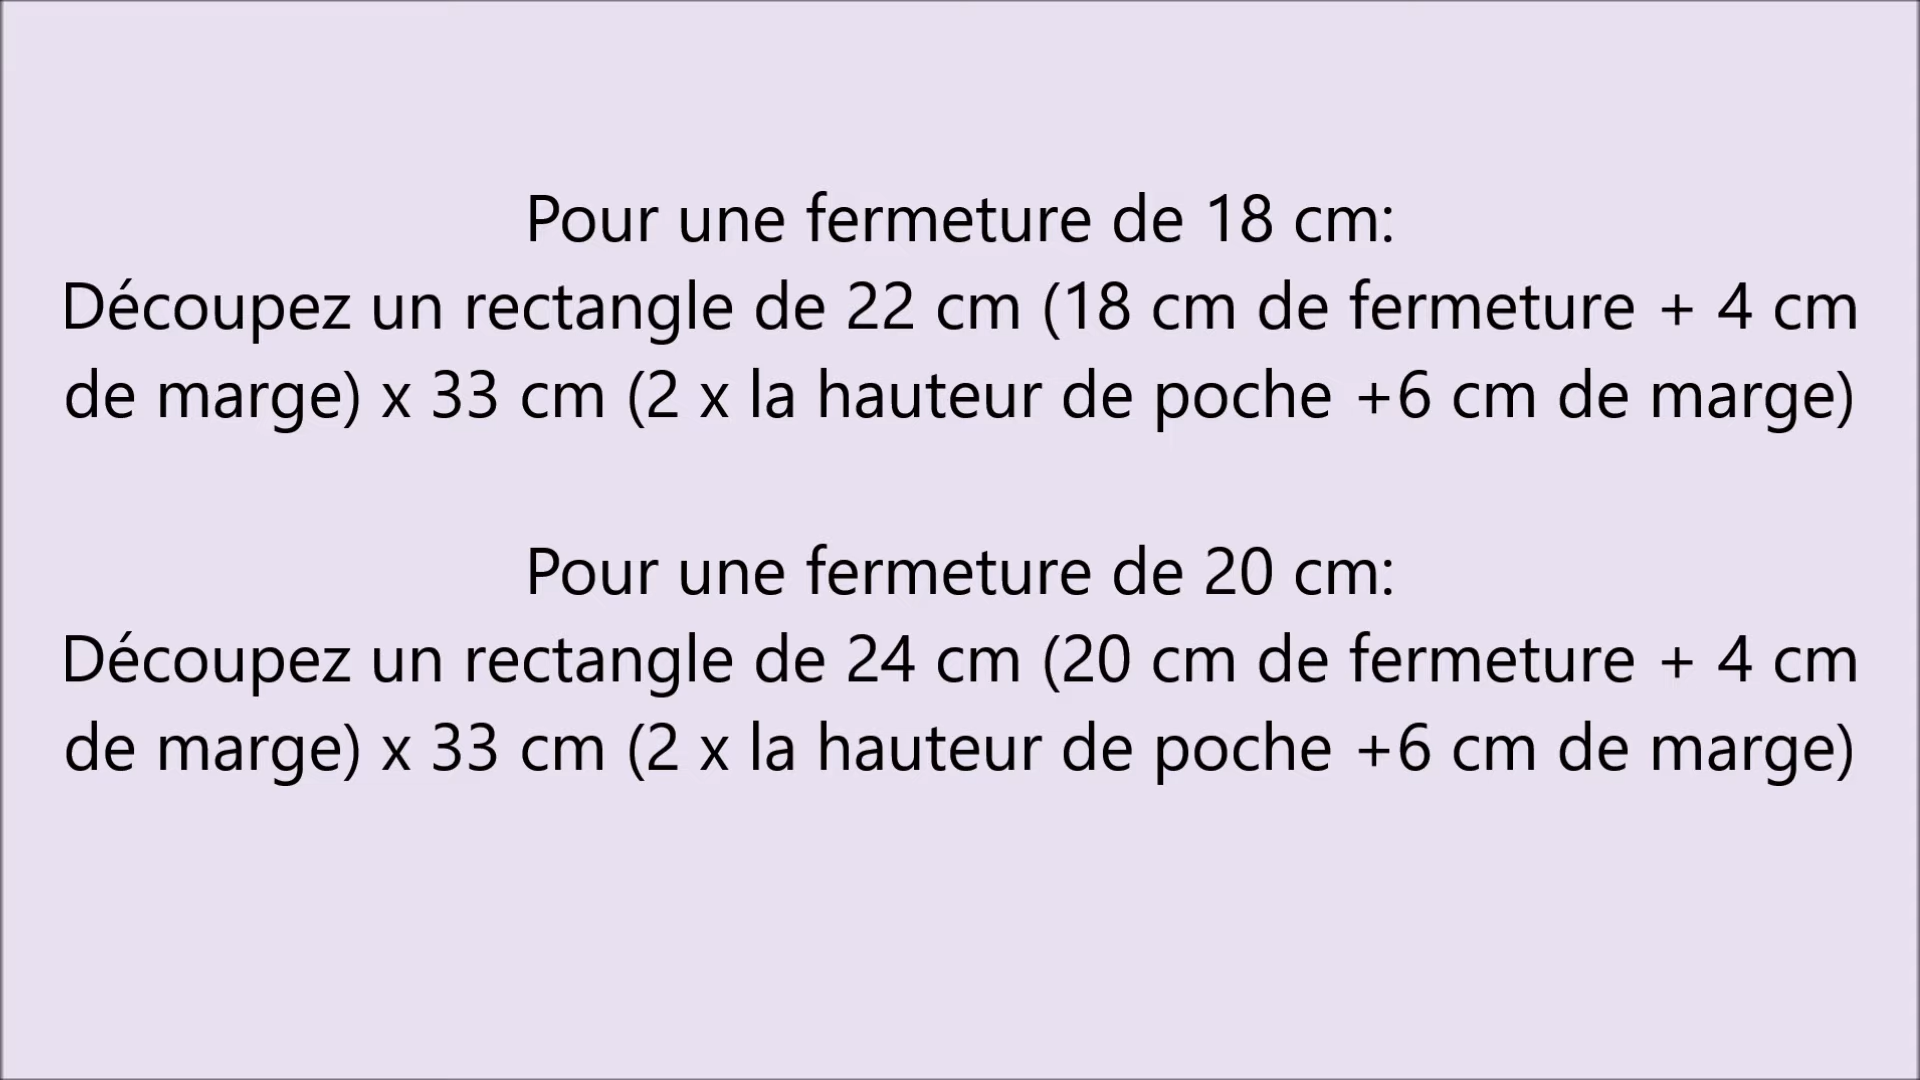 Pour une fermeture de 18 cm:
Découpez un rectangle de 22 cm (18 cm de fermeture + 4 cm
de marge) x 33 cm (2 x la hauteur de poche +6 cm de marge)
Pour une fermeture de 20 cm:
Découpez un rectangle de 24 cm (20 cm de fermeture + 4 cm
de marge) x 33 cm (2 x la hauteur de poche +6 cm de marge)